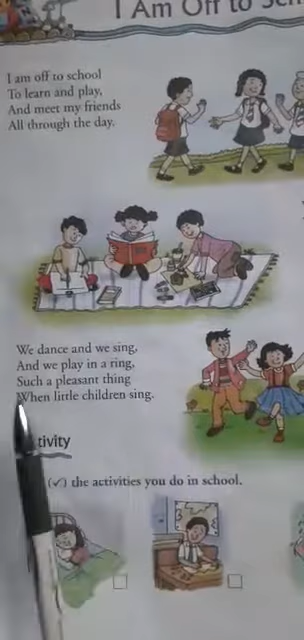 I Am Off to Sch
I am off to school
To learn and play,
And meet my friends
All through the day.
We dance and we sing,
And we play in a ring,
Such a pleasant thing
When little children sing.
tivity
(✓) the activities you do in school.